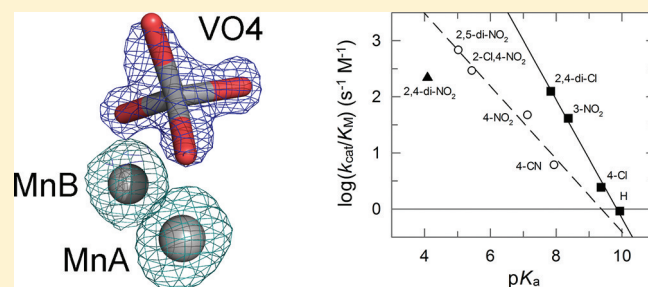 VO4
MnB
MnA
log(kcat/KM) (s⁻¹ M⁻¹)
3
2
1
0
2,5-di-NO₂
2-Cl,4-NO₂
2,4-di-NO₂
2,4-di-Cl
3-NO₂
4-NO₂
4-CN
4-Cl
H
4
6
8
10
pKₐ